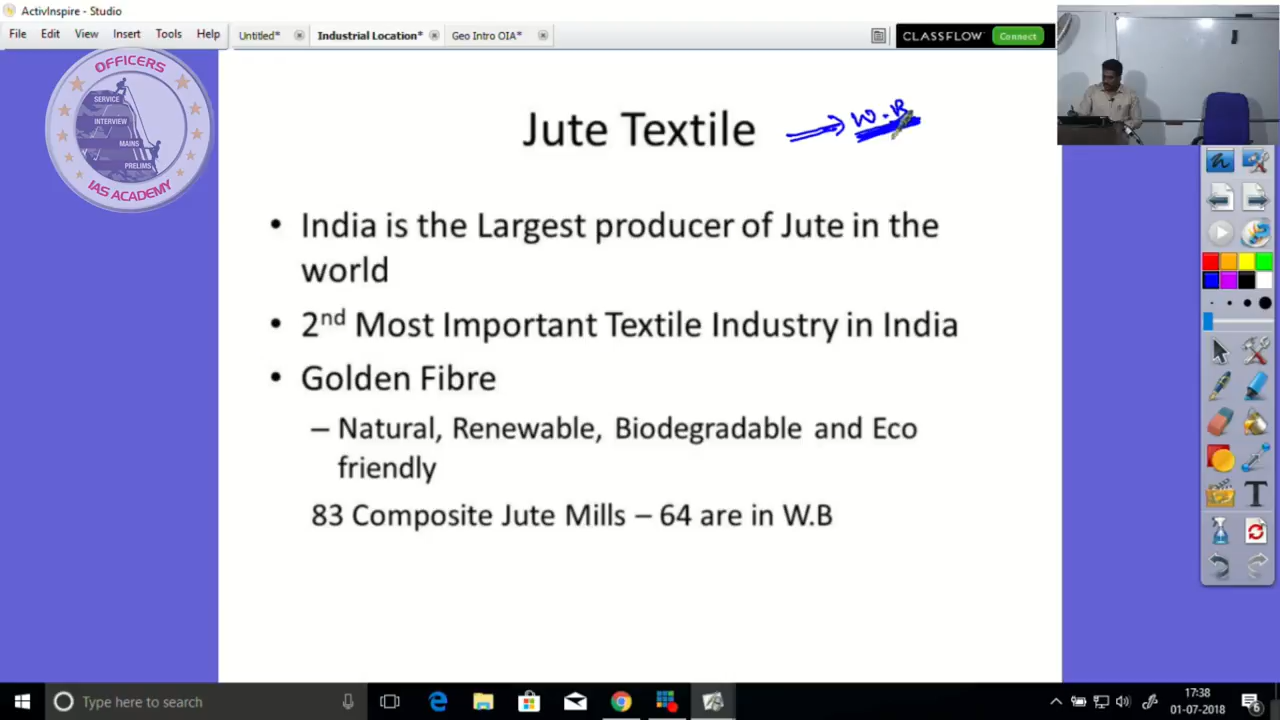 ActivInspire - Studio
File Edit View Insert Tools Help Untitled* Industrial Location* Geo Intro OIA* CLASSFLOW Connect
OFFICERS
SERVICE
INTERVIEW
MAINS
PRELIMS
IAS ACADEMY
Jute Textile → W.B
• India is the Largest producer of Jute in the
world
• 2nd Most Important Textile Industry in India
• Golden Fibre
– Natural, Renewable, Biodegradable and Eco
friendly
83 Composite Jute Mills – 64 are in W.B
Type here to search
17:38
01-07-2018
6